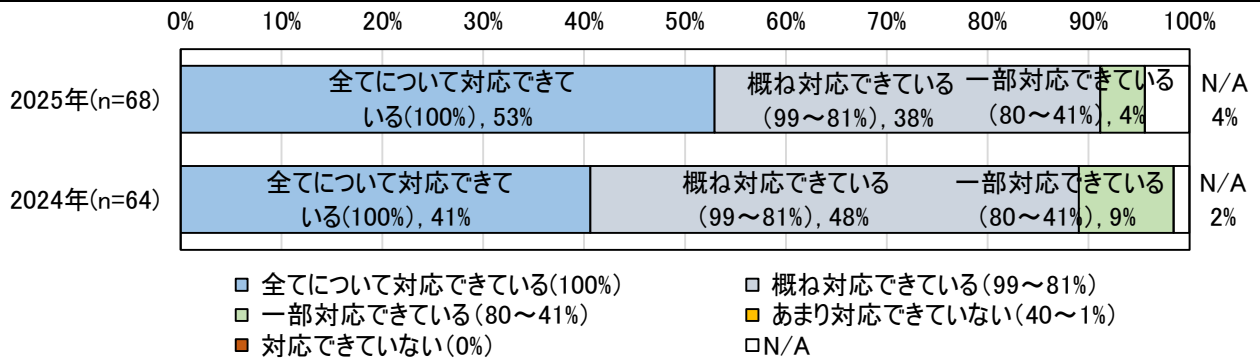 0% 10% 20% 30% 40% 50% 60% 70% 80% 90% 100%
2025年(n=68)
全てについて対応できて
いる(100%), 53%
概ね対応できている
(99～81%), 38%
一部対応できている
(80～41%), 4%
N/A
4%
2024年(n=64)
全てについて対応できて
いる(100%), 41%
概ね対応できている
(99～81%), 48%
一部対応できている
(80～41%), 9%
N/A
2%
全てについて対応できている(100%)
概ね対応できている(99～81%)
一部対応できている(80～41%)
あまり対応できていない(40～1%)
対応できていない(0%)
N/A